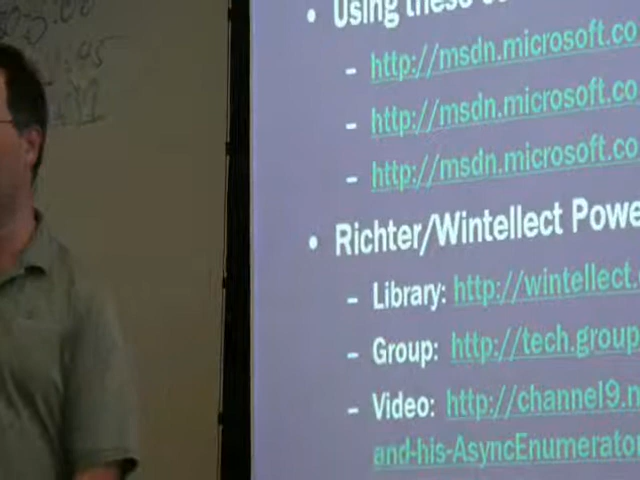 • Using these
– http://msdn.microsoft.co
– http://msdn.microsoft.co
– http://msdn.microsoft.co
• Richter/Wintellect Powe
– Library: http://wintellect.
– Group: http://tech.group
– Video: http://channel9.
and-his-AsyncEnumerato